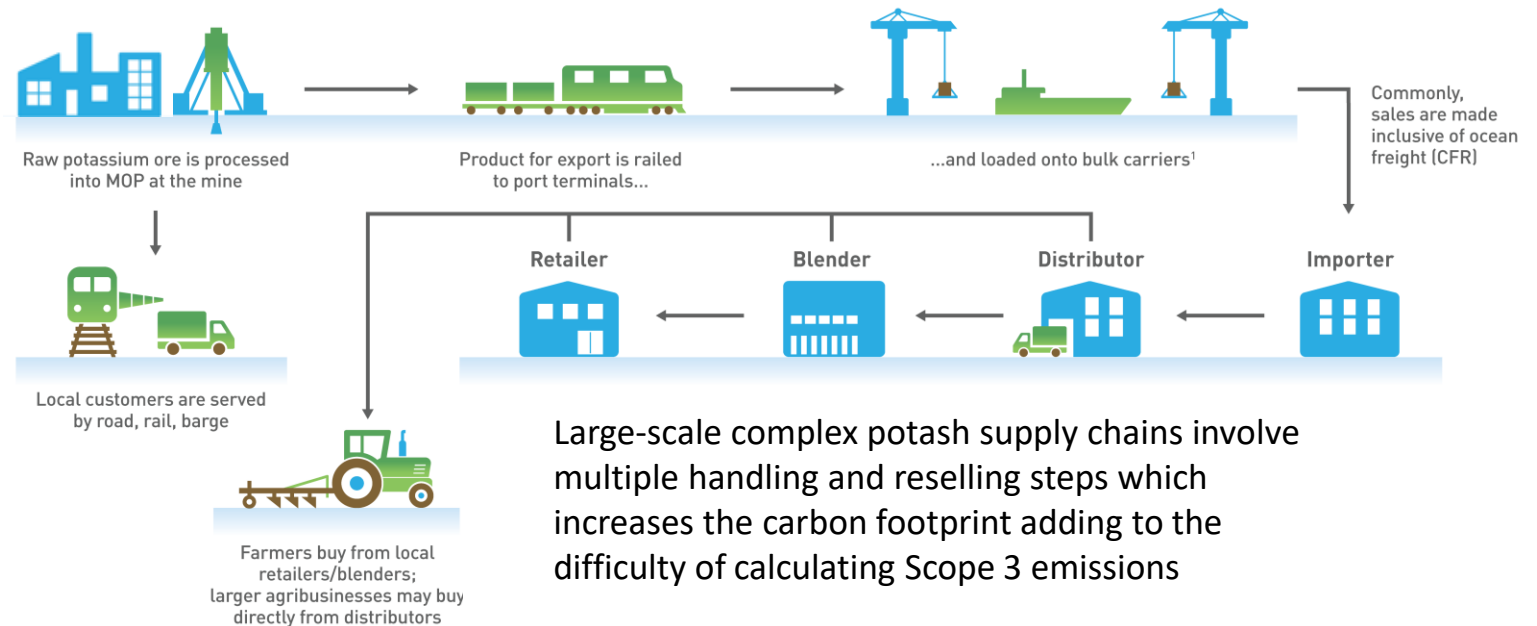 Raw potassium ore is processed
into MOP at the mine
Product for export is railed
to port terminals...
...and loaded onto bulk carriers¹
Commonly,
sales are made
inclusive of ocean
freight (CFR)
Local customers are served
by road, rail, barge
Retailer
Blender
Distributor
Importer
Farmers buy from local
retailers/blenders;
larger agribusinesses may buy
directly from distributors
Large-scale complex potash supply chains involve
multiple handling and reselling steps which
increases the carbon footprint adding to the
difficulty of calculating Scope 3 emissions